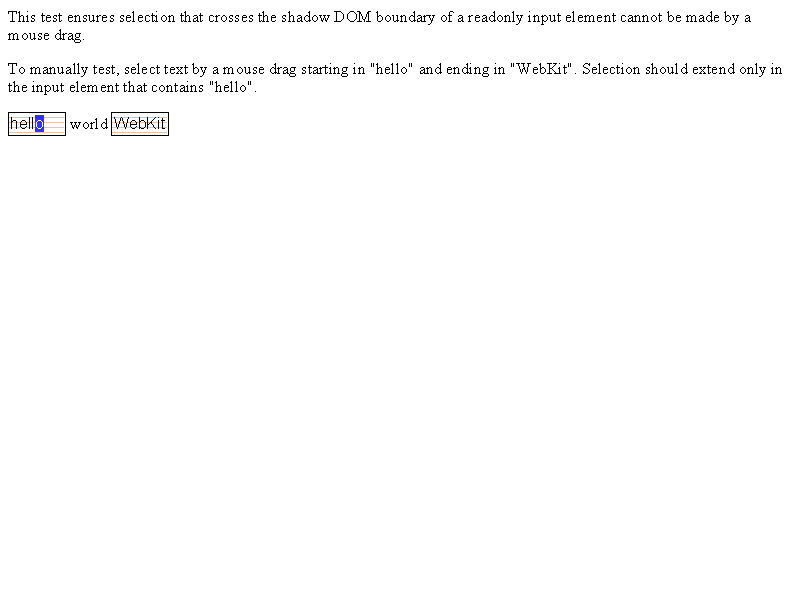 This test ensures selection that crosses the shadow DOM boundary of a readonly input element cannot be made by a
mouse drag.
To manually test, select text by a mouse drag starting in "hello" and ending in "WebKit". Selection should extend only in
the input element that contains "hello".
hello world WebKit